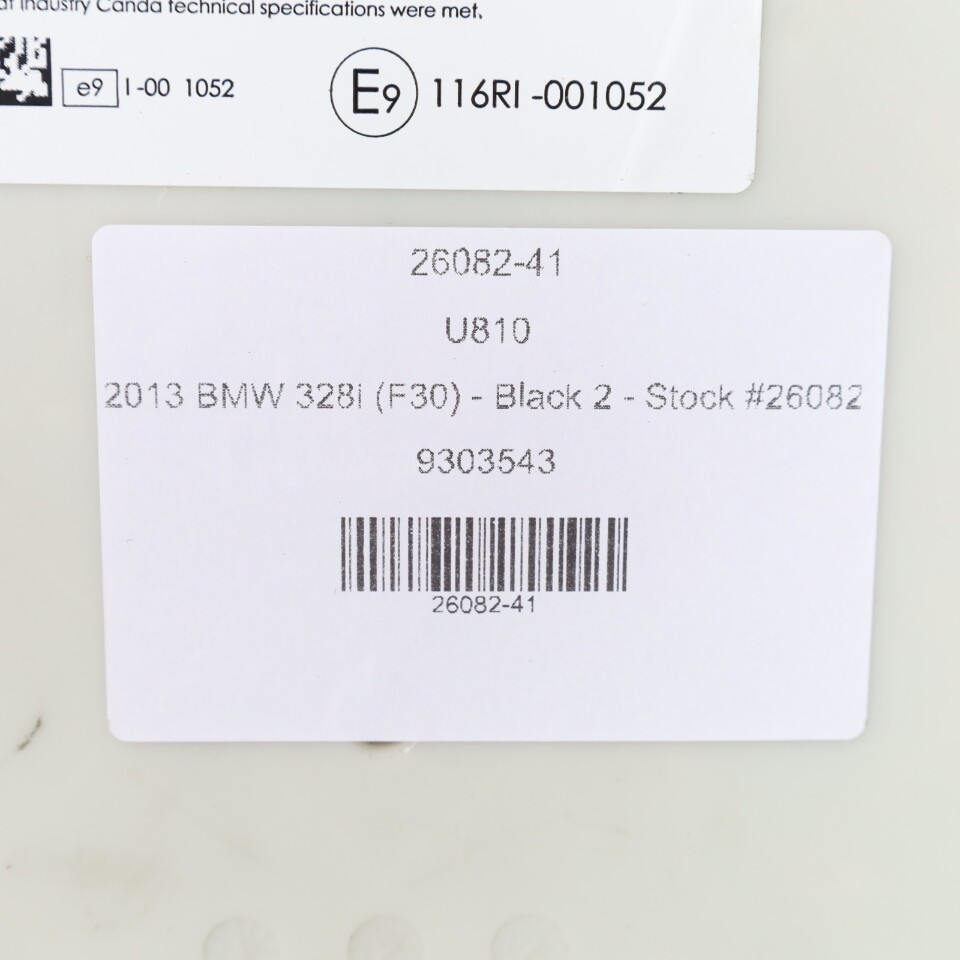 Industry Canda technical specifications were met.
e9 I-00 1052
E9 116RI-001052
26082-41
U810
2013 BMW 328i (F30) - Black 2 - Stock #26082
9303543
26082-41